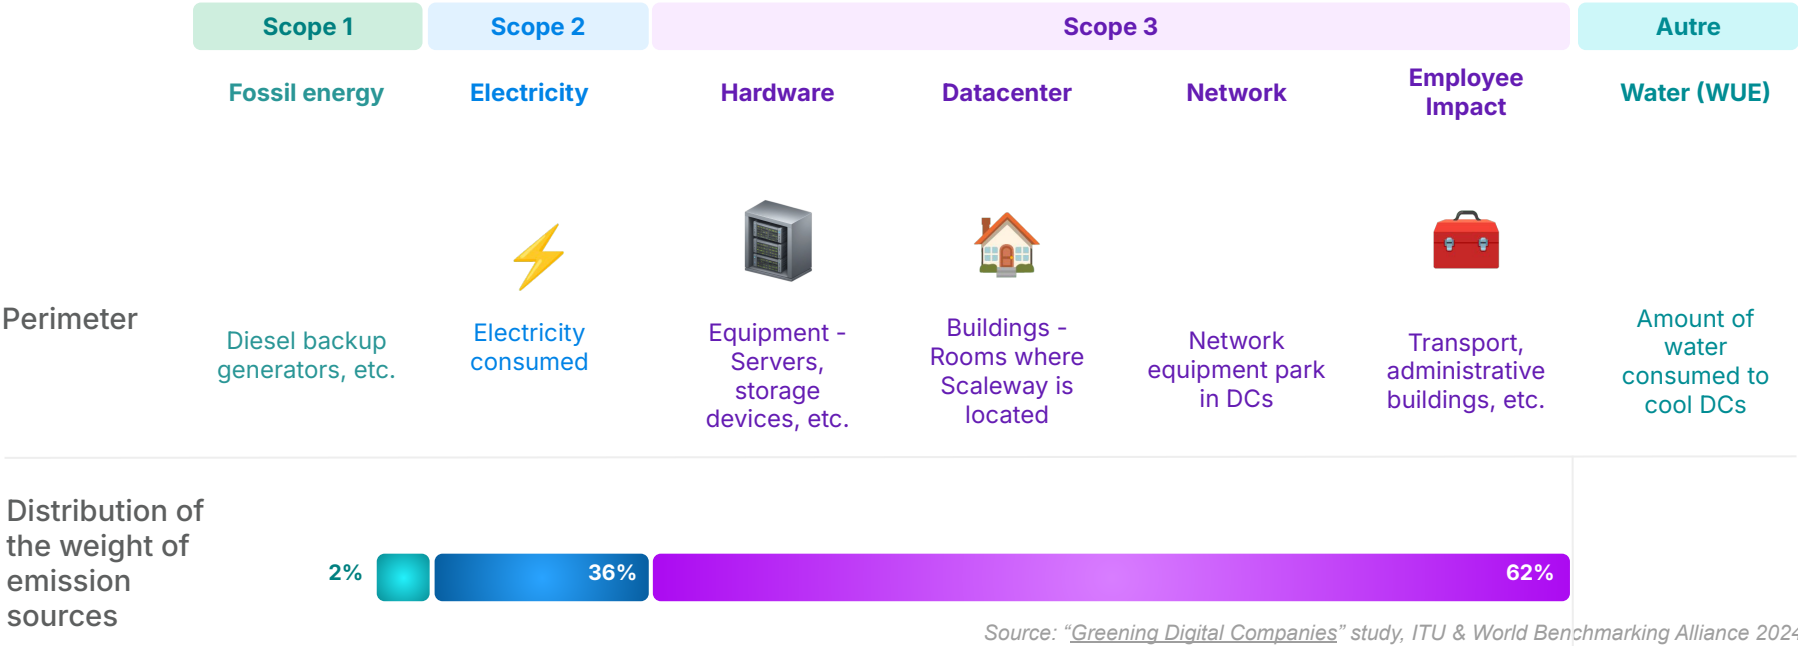 Scope 1
Scope 2
Scope 3
Autre
Fossil energy
Electricity
Hardware
Datacenter
Network
Employee
Impact
Water (WUE)
Perimeter
Diesel backup
generators, etc.
Electricity
consumed
Equipment -
Servers,
storage
devices, etc.
Buildings -
Rooms where
Scaleway is
located
Network
equipment park
in DCs
Transport,
administrative
buildings, etc.
Amount of
water
consumed to
cool DCs
Distribution of
the weight of
emission
sources
2%
36%
62%
Source: “Greening Digital Companies” study, ITU & World Benchmarking Alliance 2024